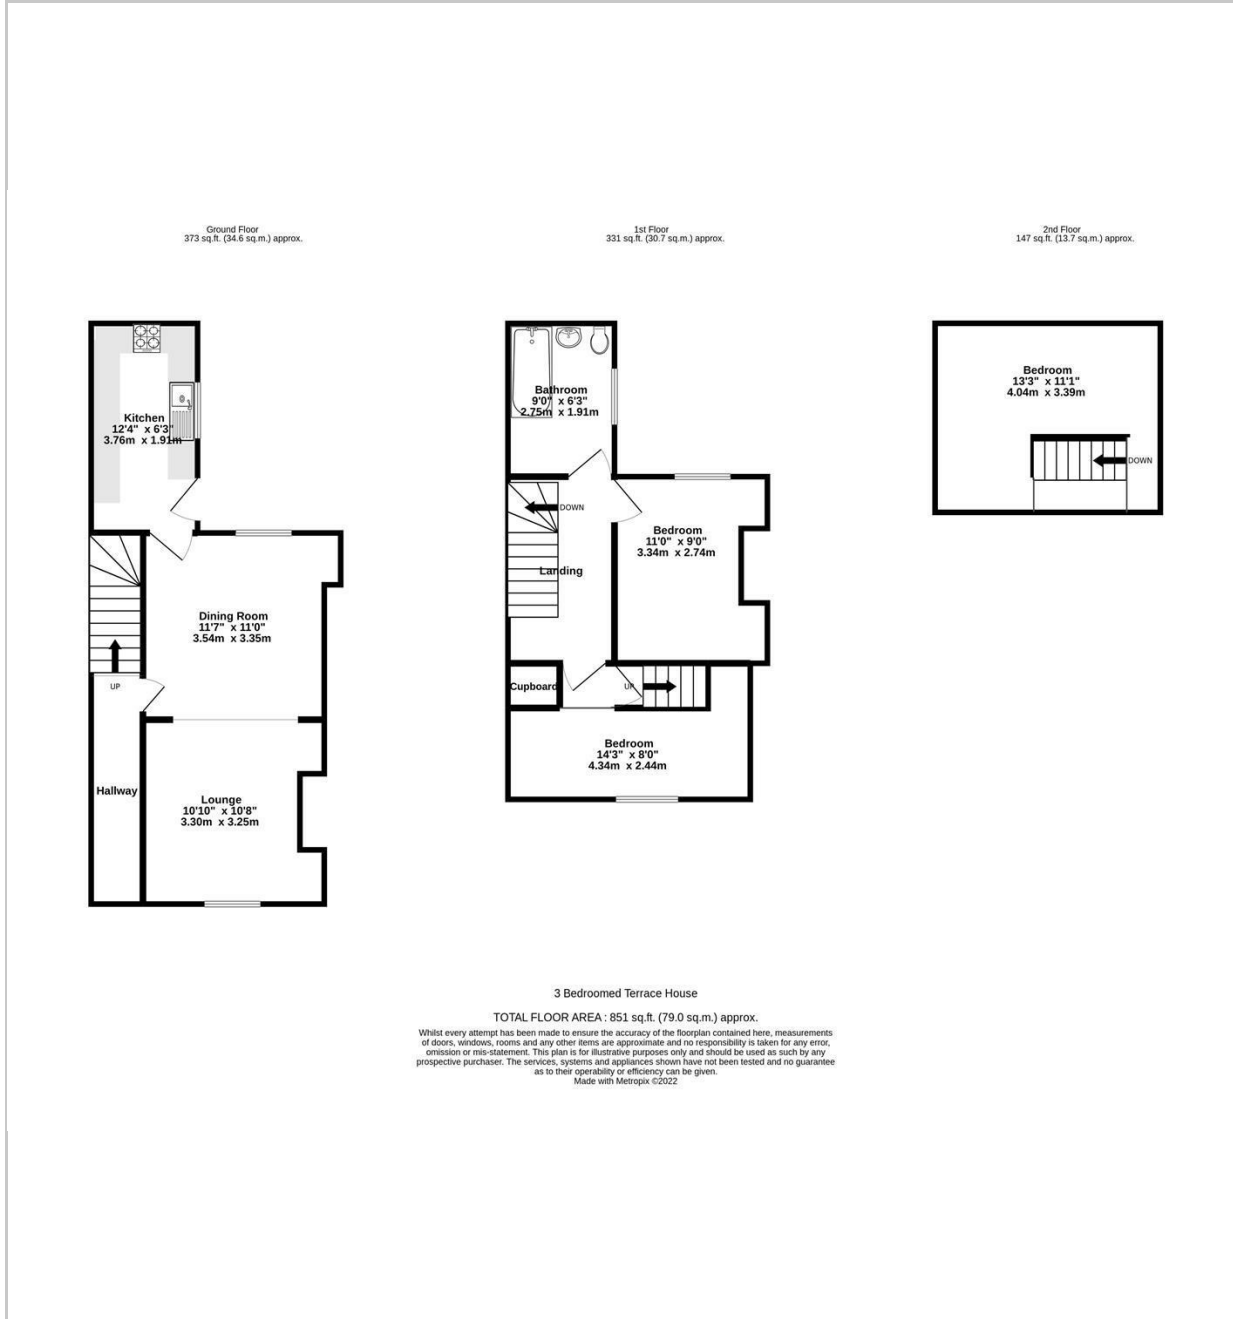 Ground Floor
373 sq.ft. (34.6 sq.m.) approx.
1st Floor
331 sq.ft. (30.7 sq.m.) approx.
2nd Floor
147 sq.ft. (13.7 sq.m.) approx.
Kitchen
12'4" x 6'3"
3.76m x 1.91m
Dining Room
11'7" x 11'0"
3.54m x 3.35m
UP
Hallway
Lounge
10'10" x 10'8"
3.30m x 3.25m
Bathroom
9'0" x 6'3"
2.75m x 1.91m
DOWN
Bedroom
11'0" x 9'0"
3.34m x 2.74m
Landing
Cupboard
UP
Bedroom
14'3" x 8'0"
4.34m x 2.44m
Bedroom
13'3" x 11'1"
4.04m x 3.39m
DOWN
3 Bedroomed Terrace House
TOTAL FLOOR AREA : 851 sq.ft. (79.0 sq.m.) approx.
Whilst every attempt has been made to ensure the accuracy of the floorplan contained here, measurements
of doors, windows, rooms and any other items are approximate and no responsibility is taken for any error,
omission or mis-statement. This plan is for illustrative purposes only and should be used as such by any
prospective purchaser. The services, systems and appliances shown have not been tested and no guarantee
as to their operability or efficiency can be given.
Made with Metropix ©2022